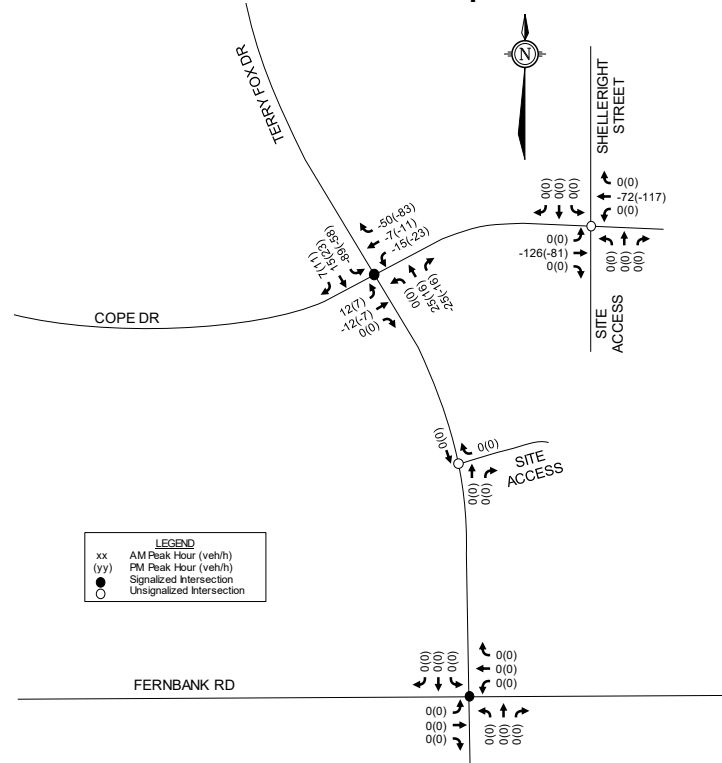 N
TERRY FOX DR
SHELLERIGHT
STREET
0(0)
0(0)
0(0)
0(0)
-72(-117)
0(0)
0(0)
-126(-81)
0(0)
0(0)
0(0)
0(0)
SITE
ACCESS
-50(-83)
-7(-11)
-15(-23)
7(11)
15(23)
-89(-58)
12(7)
-12(-7)
0(0)
0(0)
25(16)
-25(-16)
COPE DR
0(0)
0(0)
SITE
ACCESS
0(0)
0(0)
LEGEND
xx AM Peak Hour (veh/h)
(yy) PM Peak Hour (veh/h)
Signalized Intersection
Unsignalized Intersection
0(0)
0(0)
0(0)
0(0)
0(0)
0(0)
FERNBANK RD
0(0)
0(0)
0(0)
0(0)
0(0)
0(0)